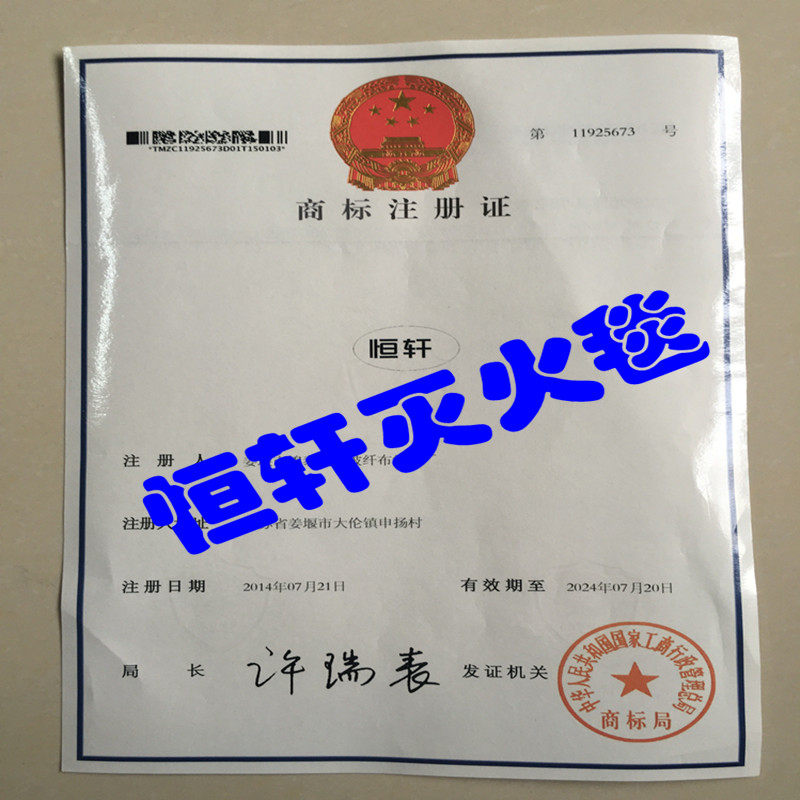 *TMZC11925673D01T150103*
第 11925673 号
商标注册证
恒轩
恒轩灭火毯
注 册 人 姜 纤布
注册人 址 省姜堰市大伦镇申扬村
注册日期 2014年07月21日 有效期至 2024年07月20日
局 长 许瑞表 发证机关
中华人民共和国国家工商行政管理总局
商标局